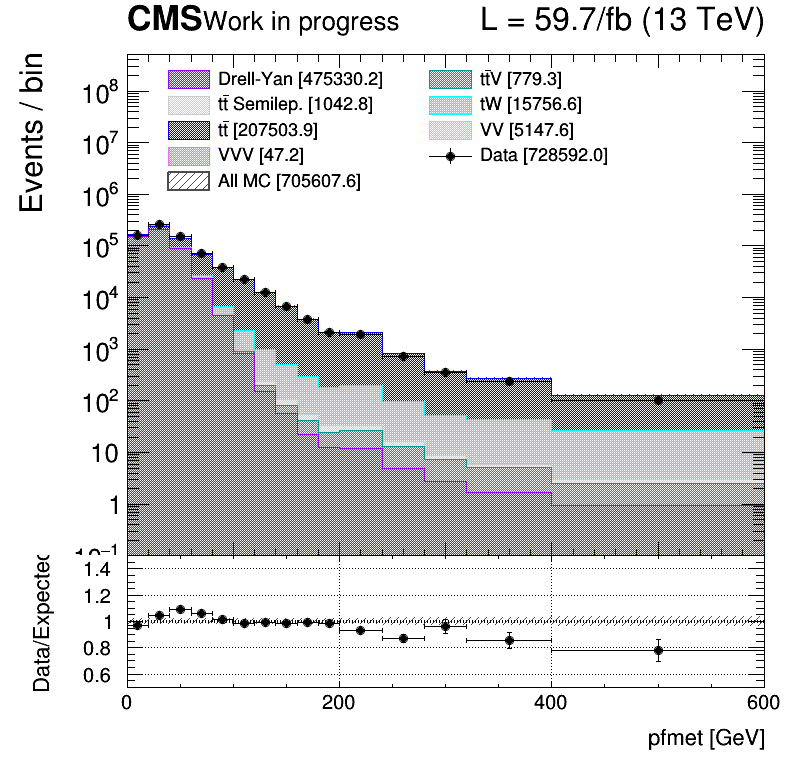 CMS Work in progress L = 59.7/fb (13 TeV)
Events / bin
Drell-Yan [475330.2] tt̄V [779.3]
tt̄ Semilep. [1042.8] tW [15756.6]
tt̄ [207503.9] VV [5147.6]
VVV [47.2] Data [728592.0]
All MC [705607.6]
10⁸
10⁷
10⁶
10⁵
10⁴
10³
10²
10
1
10⁻¹
Data/Expected
1.4
1.2
1
0.8
0.6
0 200 400 600
pfmet [GeV]